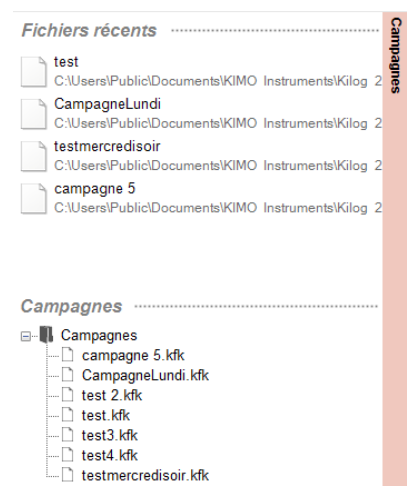 Fichiers récents
test
C:\Users\Public\Documents\KIMO Instruments\Kilog 2
CampagneLundi
C:\Users\Public\Documents\KIMO Instruments\Kilog 2
testmercredisoir
C:\Users\Public\Documents\KIMO Instruments\Kilog 2
campagne 5
C:\Users\Public\Documents\KIMO Instruments\Kilog 2
Campagnes
Campagnes
campagne 5.kfk
CampagneLundi.kfk
test 2.kfk
test.kfk
test3.kfk
test4.kfk
testmercredisoir.kfk
Campagnes